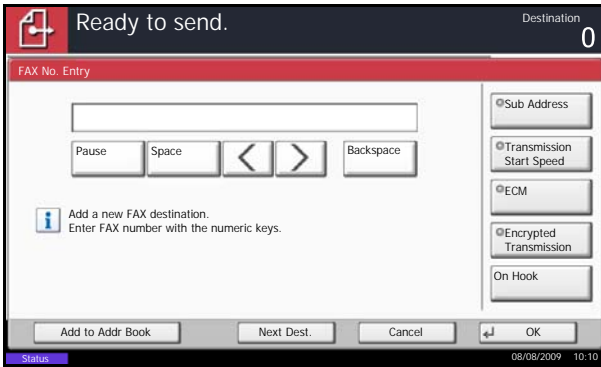 Ready to send.
Destination
0
FAX No. Entry
Pause
Space
Backspace
Add a new FAX destination.
Enter FAX number with the numeric keys.
Sub Address
Transmission
Start Speed
ECM
Encrypted
Transmission
On Hook
Add to Addr Book
Next Dest.
Cancel
OK
Status
08/08/2009 10:10